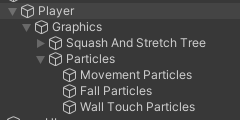 Player
Graphics
Squash And Stretch Tree
Particles
Movement Particles
Fall Particles
Wall Touch Particles